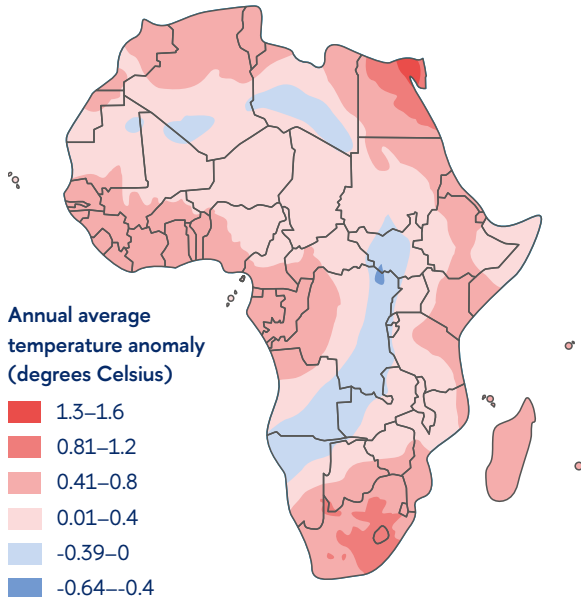 Annual average
temperature anomaly
(degrees Celsius)
1.3–1.6
0.81–1.2
0.41–0.8
0.01–0.4
-0.39–0
-0.64–-0.4